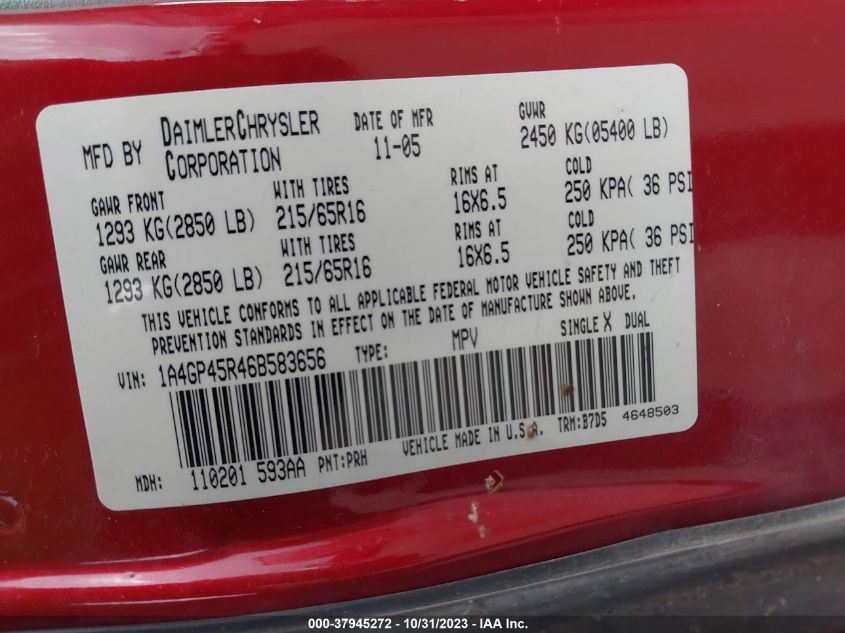 MFD BY DAIMLERCHRYSLER CORPORATION
DATE OF MFR
11-05
GVWR
2450 KG(05400 LB)
GAWR FRONT WITH TIRES RIMS AT COLD
1293 KG(2850 LB) 215/65R16 16X6.5 250 KPA( 36 PSI
GAWR REAR WITH TIRES RIMS AT COLD
1293 KG(2850 LB) 215/65R16 16X6.5 250 KPA( 36 PSI
THIS VEHICLE CONFORMS TO ALL APPLICABLE FEDERAL MOTOR VEHICLE SAFETY AND THEFT
PREVENTION STANDARDS IN EFFECT ON THE DATE OF MANUFACTURE SHOWN ABOVE.
VIN: 1A4GP45R46B583656 TYPE: MPV SINGLE X DUAL
MDH: 110201 593AA PNT:PRH VEHICLE MADE IN U.S.A. TRM:B7D5 4648503
000-37945272 - 10/31/2023 - IAA Inc.